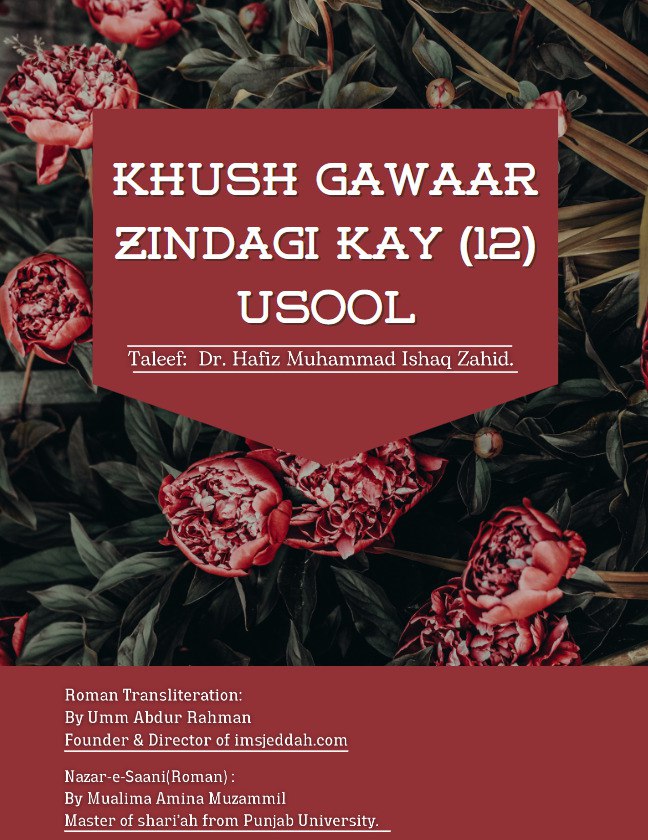 KHUSH GAWAAR
ZINDAGI KAY (12)
USOOL
Taleef: Dr. Hafiz Muhammad Ishaq Zahid.
Roman Transliteration:
By Umm Abdur Rahman
Founder & Director of imsjeddah.com
Nazar-e-Saani(Roman) :
By Mualima Amina Muzammil
Master of shari'ah from Punjab University.